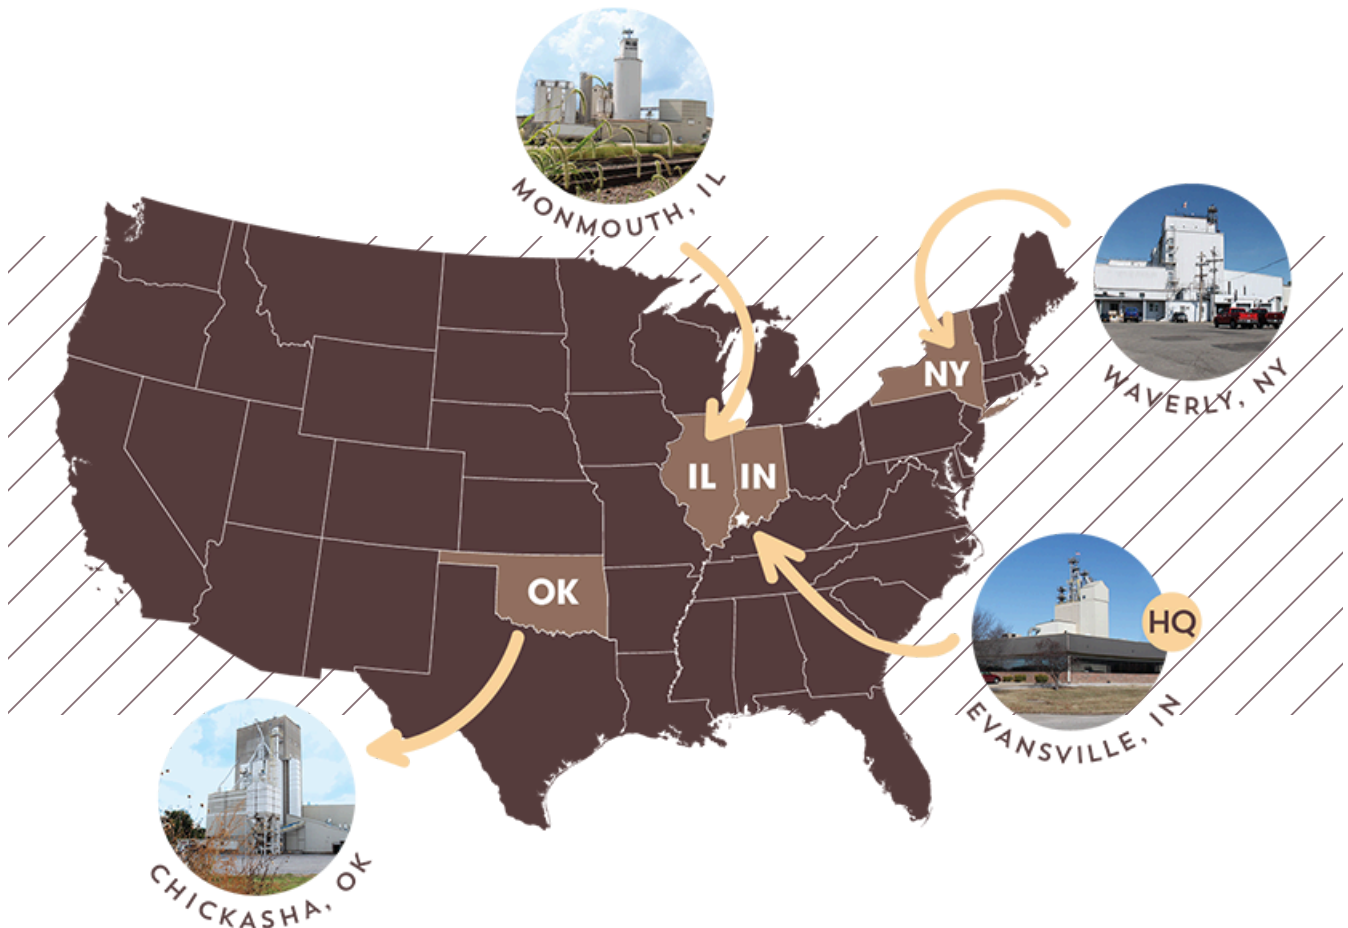 MONMOUTH, IL
WAVERLY, NY
NY
IL
IN
OK
HQ
EVANSVILLE, IN
CHICKASHA, OK